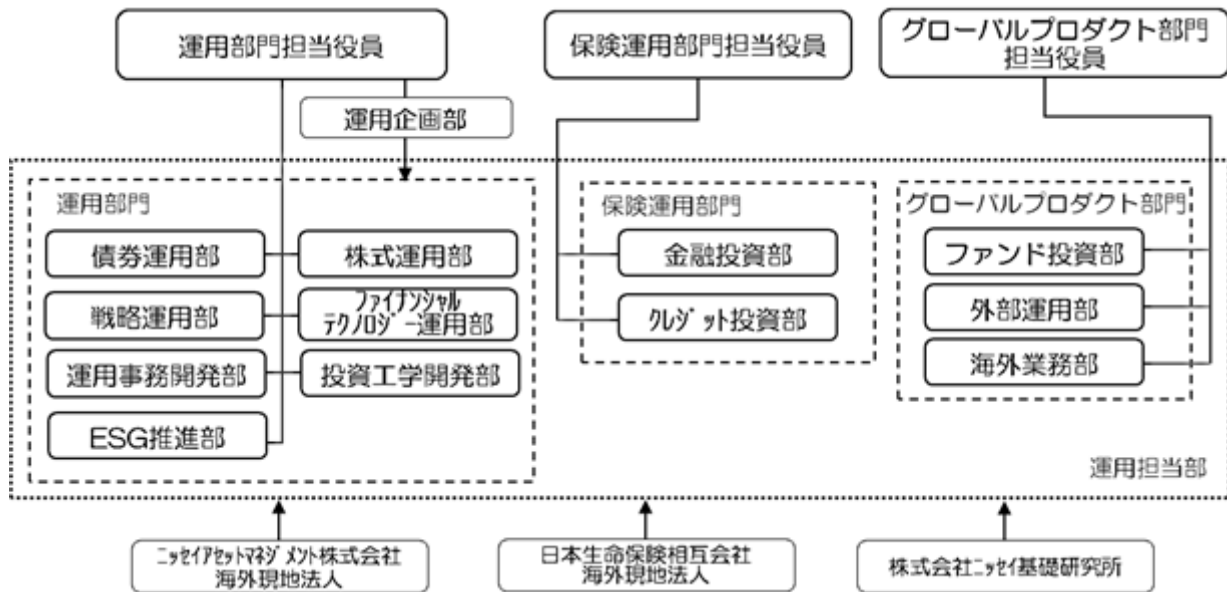 運用部門担当役員
保険運用部門担当役員
グローバルプロダクト部門
担当役員
運用企画部
運用部門
債券運用部
株式運用部
戦略運用部
ファイナンシャル
テクノロジー運用部
運用事務開発部
投資工学開発部
ESG推進部
保険運用部門
金融投資部
クレジット投資部
グローバルプロダクト部門
ファンド投資部
外部運用部
海外業務部
運用担当部
ニッセイアセットマネジメント株式会社
海外現地法人
日本生命保険相互会社
海外現地法人
株式会社ニッセイ基礎研究所